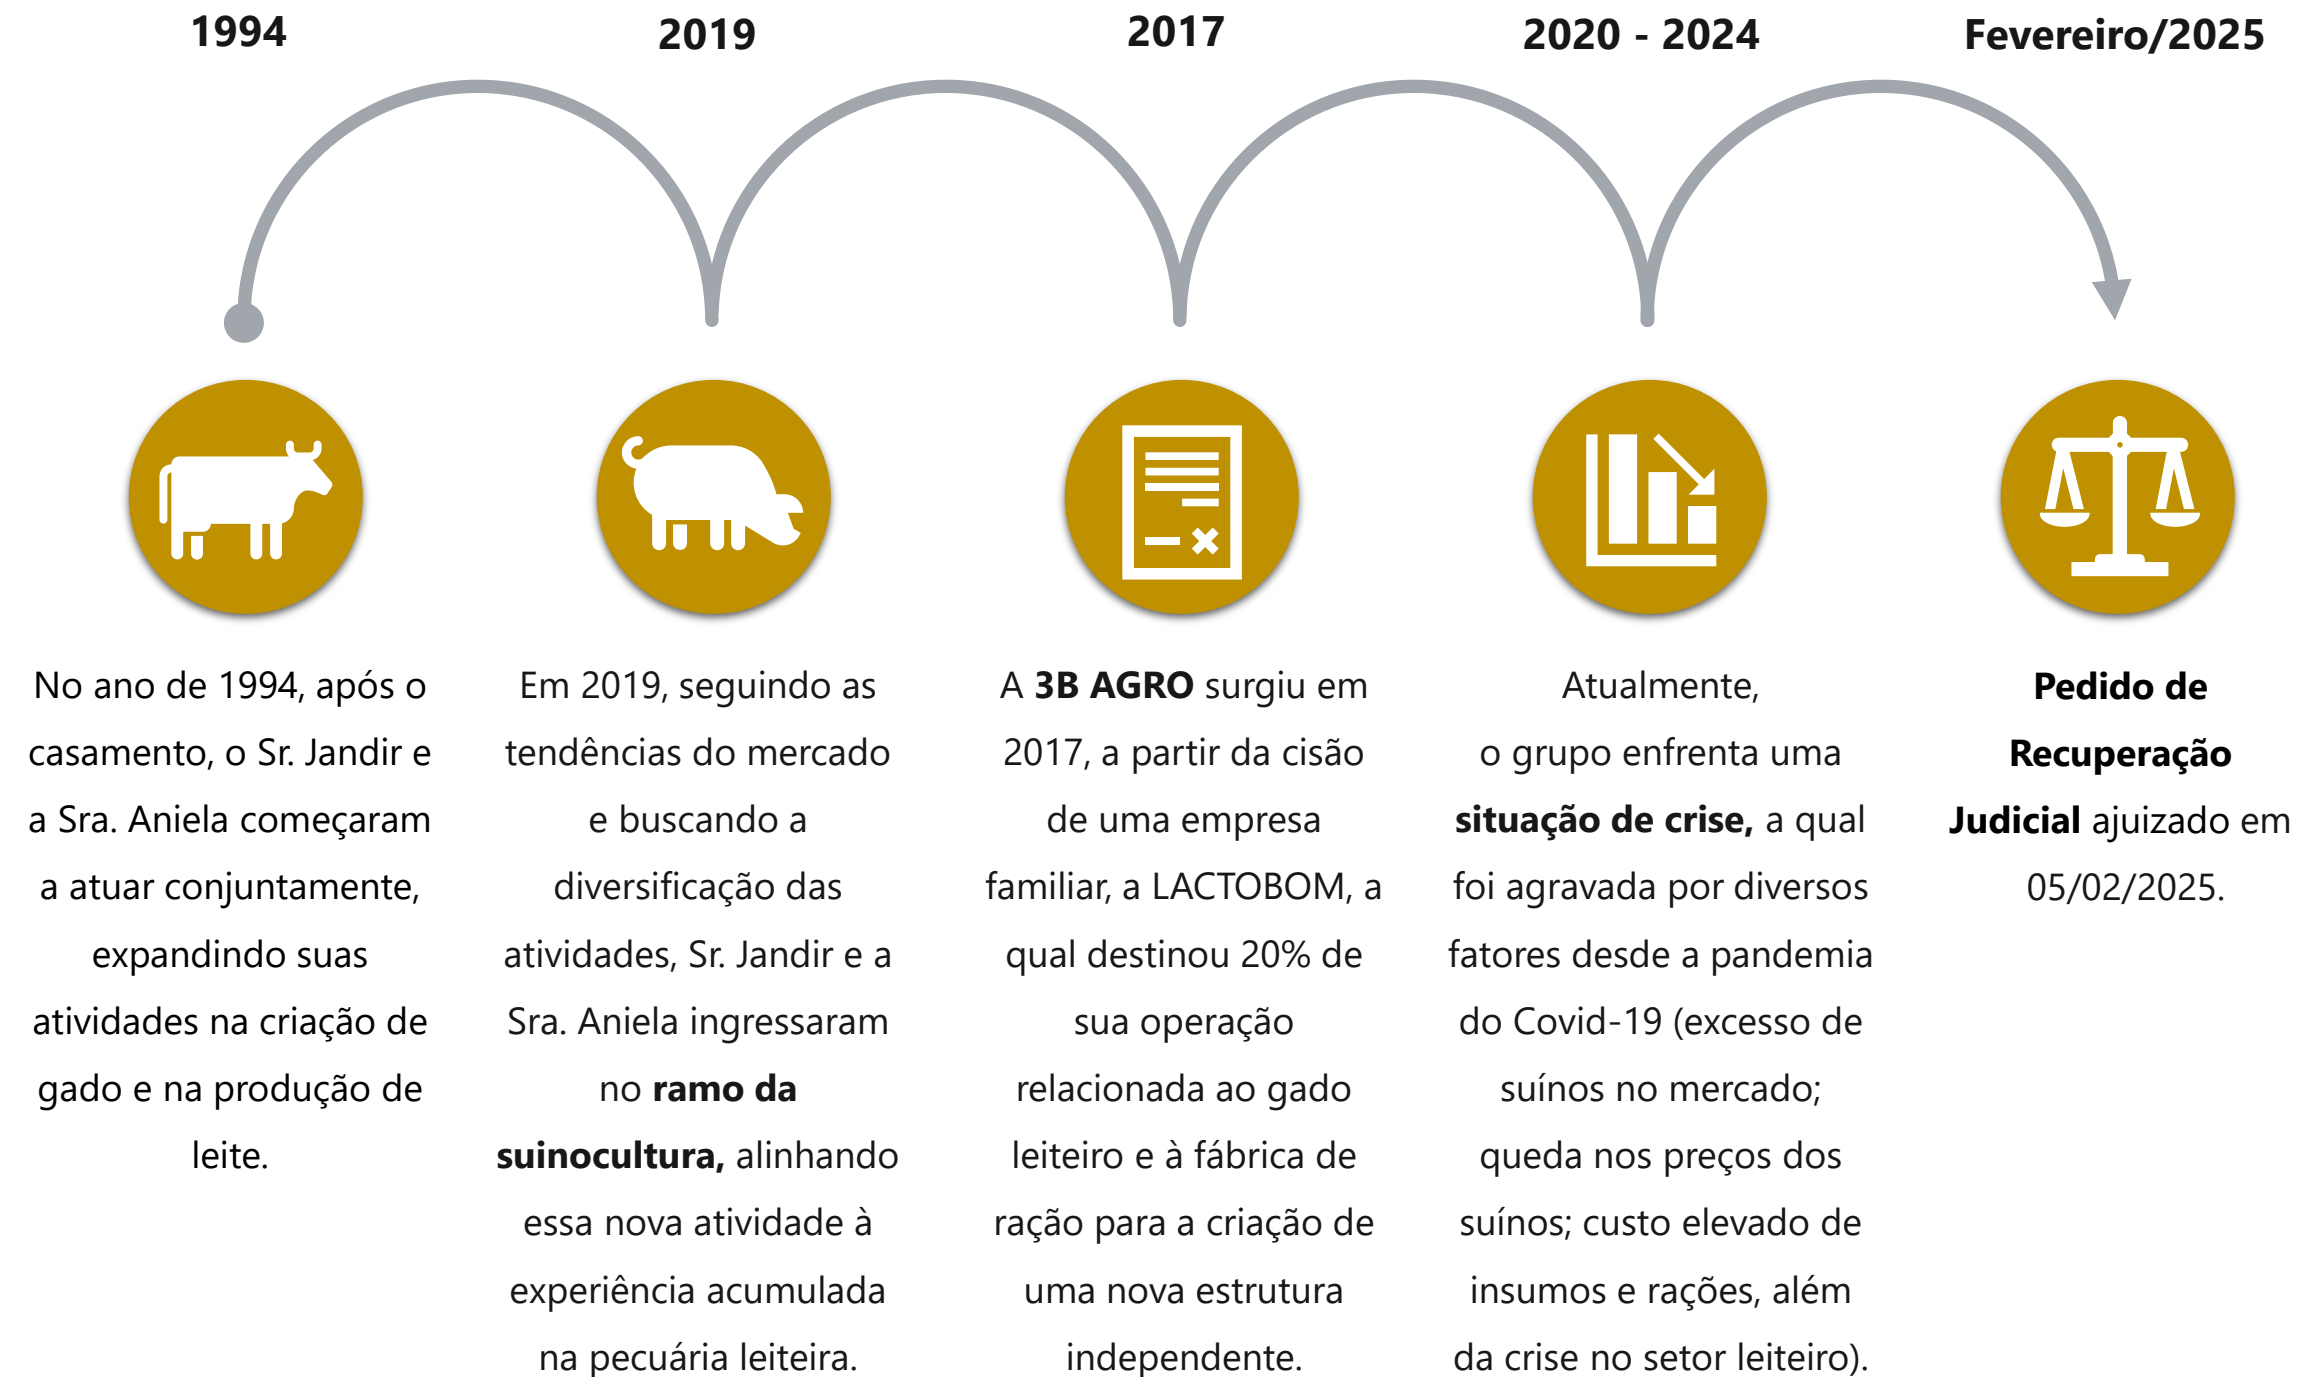 1994
No ano de 1994, após o
casamento, o Sr. Jandir e
a Sra. Aniela começaram
a atuar conjuntamente,
expandindo suas
atividades na criação de
gado e na produção de
leite.
2019
Em 2019, seguindo as
tendências do mercado
e buscando a
diversificação das
atividades, Sr. Jandir e a
Sra. Aniela ingressaram
no ramo da
suinocultura, alinhando
essa nova atividade à
experiência acumulada
na pecuária leiteira.
2017
A 3B AGRO surgiu em
2017, a partir da cisão
de uma empresa
familiar, a LACTOBOM, a
qual destinou 20% de
sua operação
relacionada ao gado
leiteiro e à fábrica de
ração para a criação de
uma nova estrutura
independente.
2020 - 2024
Atualmente,
o grupo enfrenta uma
situação de crise, a qual
foi agravada por diversos
fatores desde a pandemia
do Covid-19 (excesso de
suínos no mercado;
queda nos preços dos
suínos; custo elevado de
insumos e rações, além
da crise no setor leiteiro).
Fevereiro/2025
Pedido de
Recuperação
Judicial ajuizado em
05/02/2025.